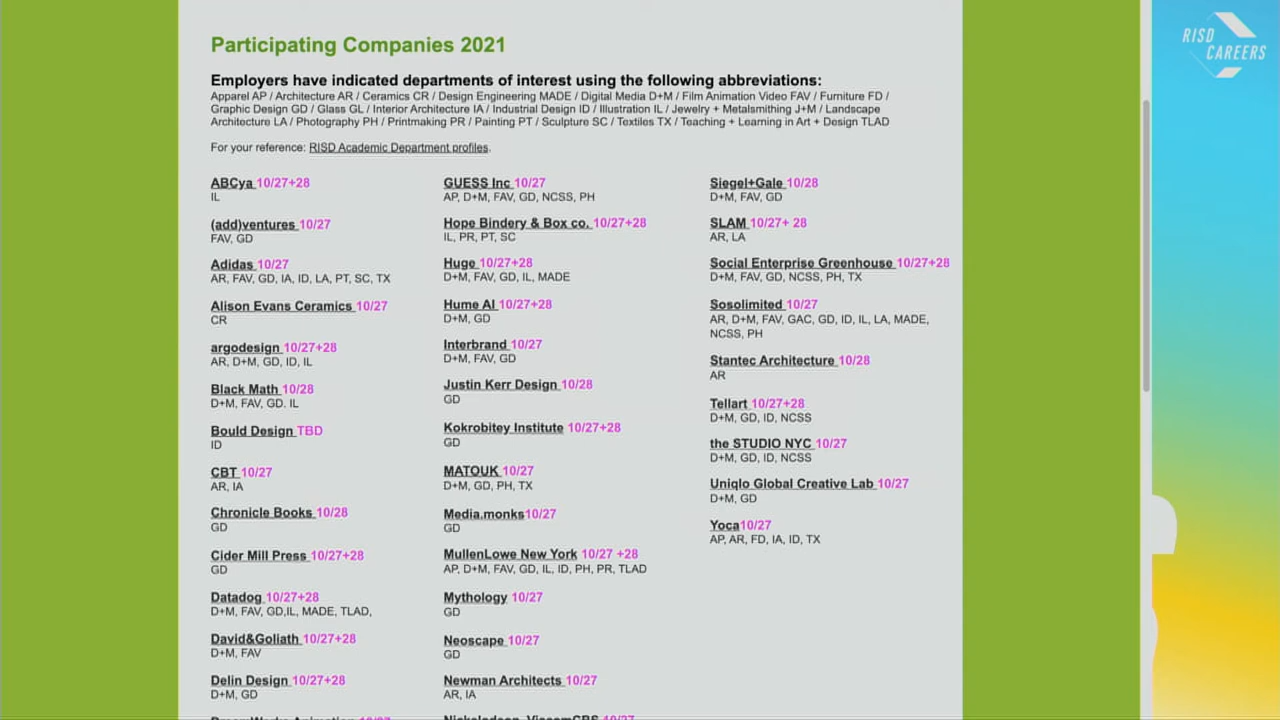 Participating Companies 2021
Employers have indicated departments of interest using the following abbreviations:
Apparel AP / Architecture AR / Ceramics CR / Design Engineering MADE / Digital Media D+M / Film Animation Video FAV / Furniture FD /
Graphic Design GD / Glass GL / Interior Architecture IA / Industrial Design ID / Illustration IL / Jewelry + Metalsmithing J+M / Landscape
Architecture LA / Photography PH / Printmaking PR / Painting PT / Sculpture SC / Textiles TX / Teaching + Learning in Art + Design TLAD
For your reference: RISD Academic Department profiles.
ABCya 10/27+28
IL
(add)ventures 10/27
FAV, GD
Adidas 10/27
AR, FAV, GD, IA, ID, LA, PT, SC, TX
Alison Evans Ceramics 10/27
CR
argodesign 10/27+28
AR, D+M, GD, ID, IL
Black Math 10/28
D+M, FAV, GD. IL
Bould Design TBD
ID
CBT 10/27
AR, IA
Chronicle Books 10/28
GD
Cider Mill Press 10/27+28
GD
Datadog 10/27+28
D+M, FAV, GD,IL, MADE, TLAD,
David&Goliath 10/27+28
D+M, FAV
Delin Design 10/27+28
D+M, GD
DreamWorks Animation 10/27
GUESS Inc 10/27
AP, D+M, FAV, GD, NCSS, PH
Hope Bindery & Box co. 10/27+28
IL, PR, PT, SC
Huge 10/27+28
D+M, FAV, GD, IL, MADE
Hume AI 10/27+28
D+M, GD
Interbrand 10/27
D+M, FAV, GD
Justin Kerr Design 10/28
GD
Kokrobitey Institute 10/27+28
GD
MATOUK 10/27
D+M, GD, PH, TX
Media.monks10/27
GD
MullenLowe New York 10/27 +28
AP, D+M, FAV, GD, IL, ID, PH, PR, TLAD
Mythology 10/27
GD
Neoscape 10/27
GD
Newman Architects 10/27
AR, IA
Nickelodeon, ViacomCBS 10/27
Siegel+Gale 10/28
D+M, FAV, GD
SLAM 10/27+ 28
AR, LA
Social Enterprise Greenhouse 10/27+28
D+M, FAV, GD, NCSS, PH, TX
Sosolimited 10/27
AR, D+M, FAV, GAC, GD, ID, IL, LA, MADE,
NCSS, PH
Stantec Architecture 10/28
AR
Tellart 10/27+28
D+M, GD, ID, NCSS
the STUDIO NYC 10/27
D+M, GD, ID, NCSS
Uniqlo Global Creative Lab 10/27
D+M, GD
Yoca10/27
AP, AR, FD, IA, ID, TX
RISD
CAREERS